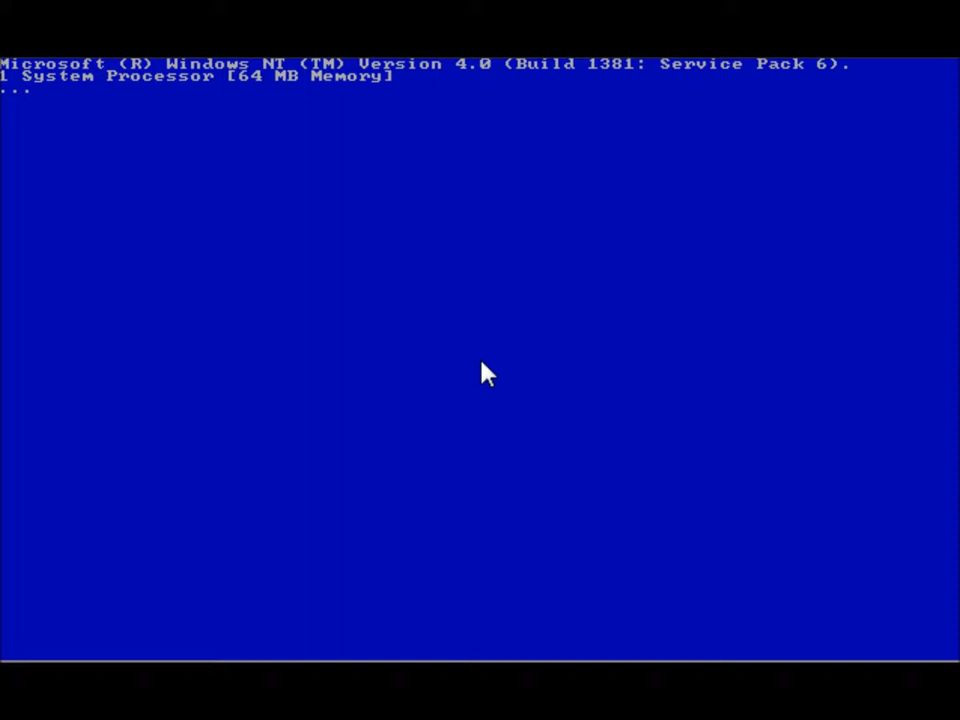 Microsoft (R) Windows NT (TM) Version 4.0 (Build 1381: Service Pack 6).
1 System Processor [64 MB Memory]
...